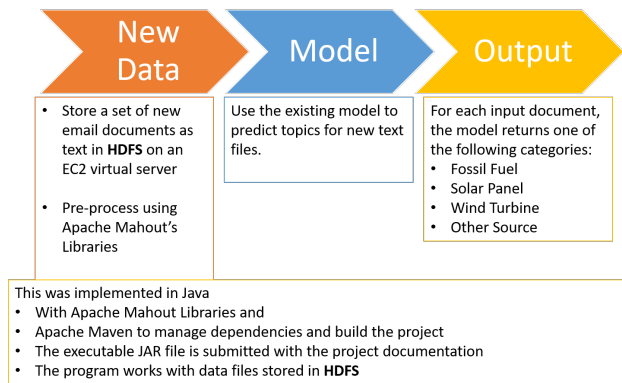 New
Data
Model
Output
• Store a set of new
email documents as
text in HDFS on an
EC2 virtual server
• Pre-process using
Apache Mahout's
Libraries
Use the existing model to
predict topics for new text
files.
For each input document,
the model returns one of
the following categories:
• Fossil Fuel
• Solar Panel
• Wind Turbine
• Other Source
This was implemented in Java
• With Apache Mahout Libraries and
• Apache Maven to manage dependencies and build the project
• The executable JAR file is submitted with the project documentation
• The program works with data files stored in HDFS